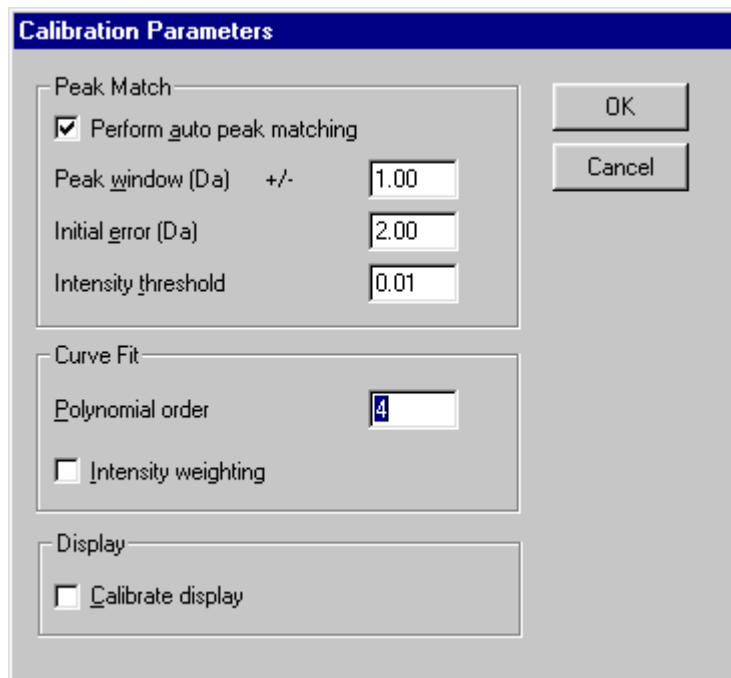 Calibration Parameters
Peak Match
Perform auto peak matching
Peak window (Da) +/- 1.00
Initial error (Da) 2.00
Intensity threshold 0.01
OK
Cancel
Curve Fit
Polynomial order 4
Intensity weighting
Display
Calibrate display